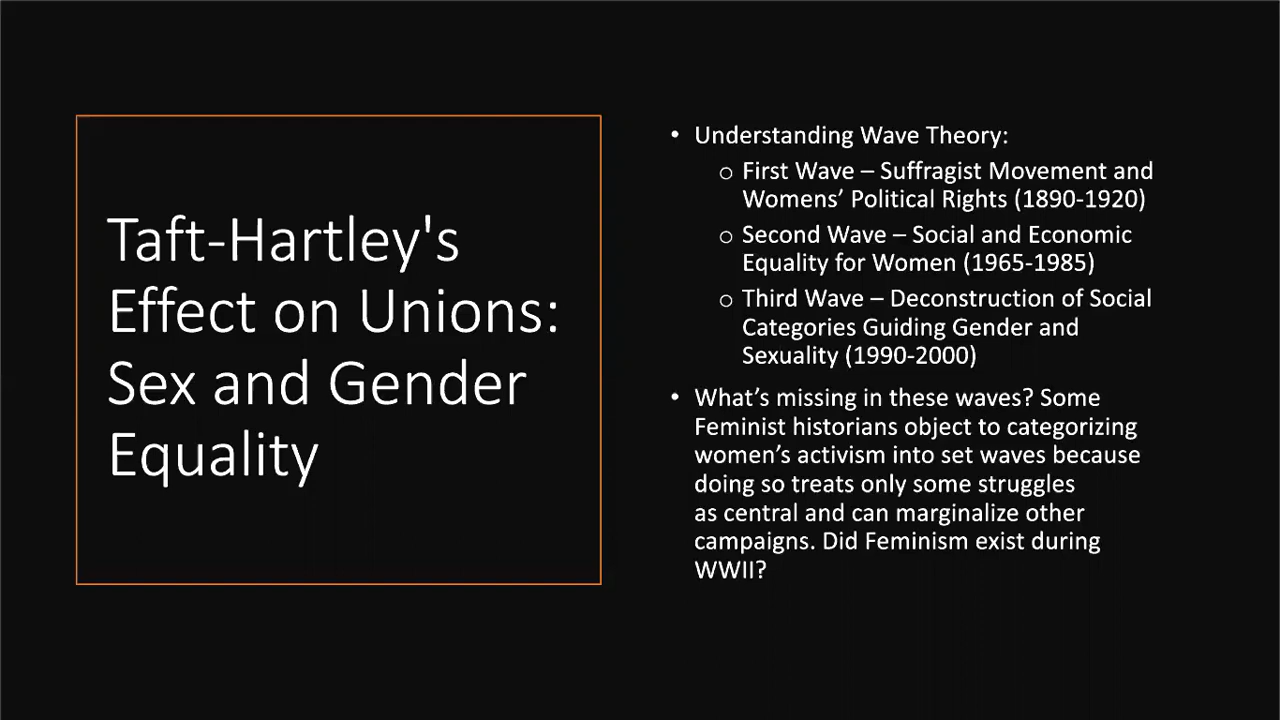 Taft-Hartley's
Effect on Unions:
Sex and Gender
Equality
• Understanding Wave Theory:
o First Wave – Suffragist Movement and
Womens’ Political Rights (1890-1920)
o Second Wave – Social and Economic
Equality for Women (1965-1985)
o Third Wave – Deconstruction of Social
Categories Guiding Gender and
Sexuality (1990-2000)
• What’s missing in these waves? Some
Feminist historians object to categorizing
women’s activism into set waves because
doing so treats only some struggles
as central and can marginalize other
campaigns. Did Feminism exist during
WWII?